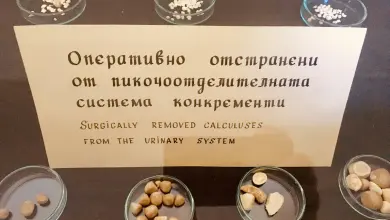 Оперативно отстранени
от пикочоотделителната
система конкременти
Surgically removed calculuses
from the urinary system